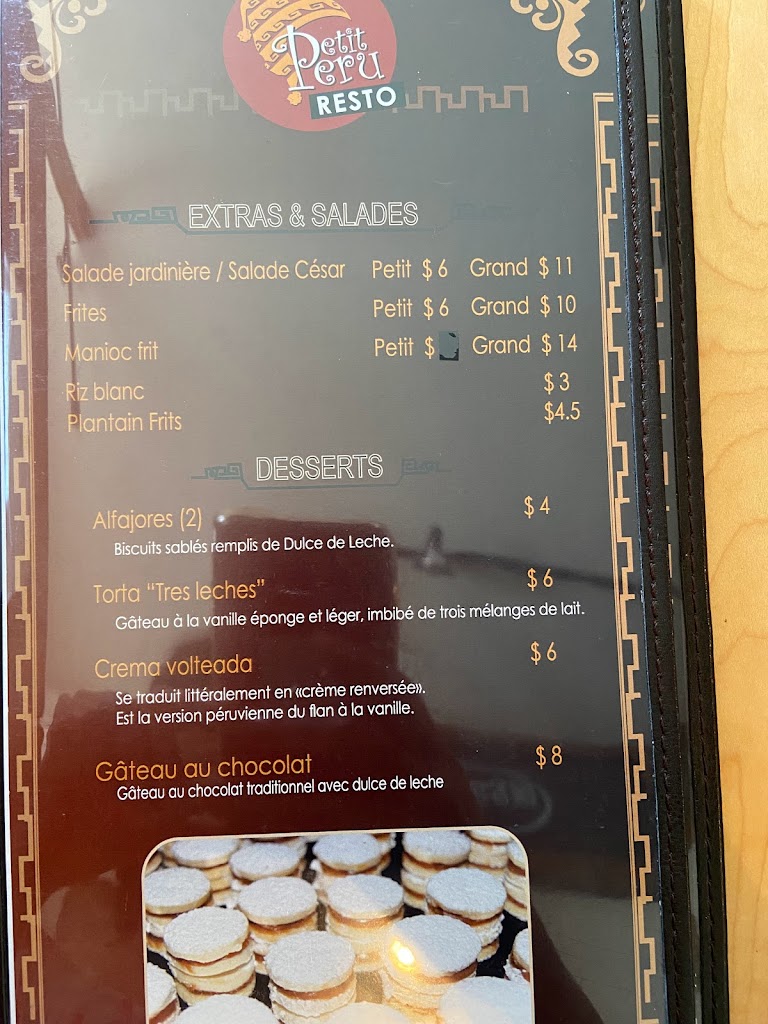 Petit
Peru
RESTO
EXTRAS & SALADES
Salade jardinière / Salade César Petit $ 6 Grand $ 11
Frites Petit $ 6 Grand $ 10
Manioc frit Petit $ Grand $ 14
Riz blanc $ 3
Plantain Frits $4.5
DESSERTS
Alfajores (2) $ 4
Biscuits sablés remplis de Dulce de Leche.
Torta “Tres leches” $ 6
Gâteau à la vanille éponge et léger, imbibé de trois mélanges de lait.
Crema volteada $ 6
Se traduit littéralement en «crème renversée».
Est la version péruvienne du flan à la vanille.
Gâteau au chocolat $ 8
Gâteau au chocolat traditionnel avec dulce de leche